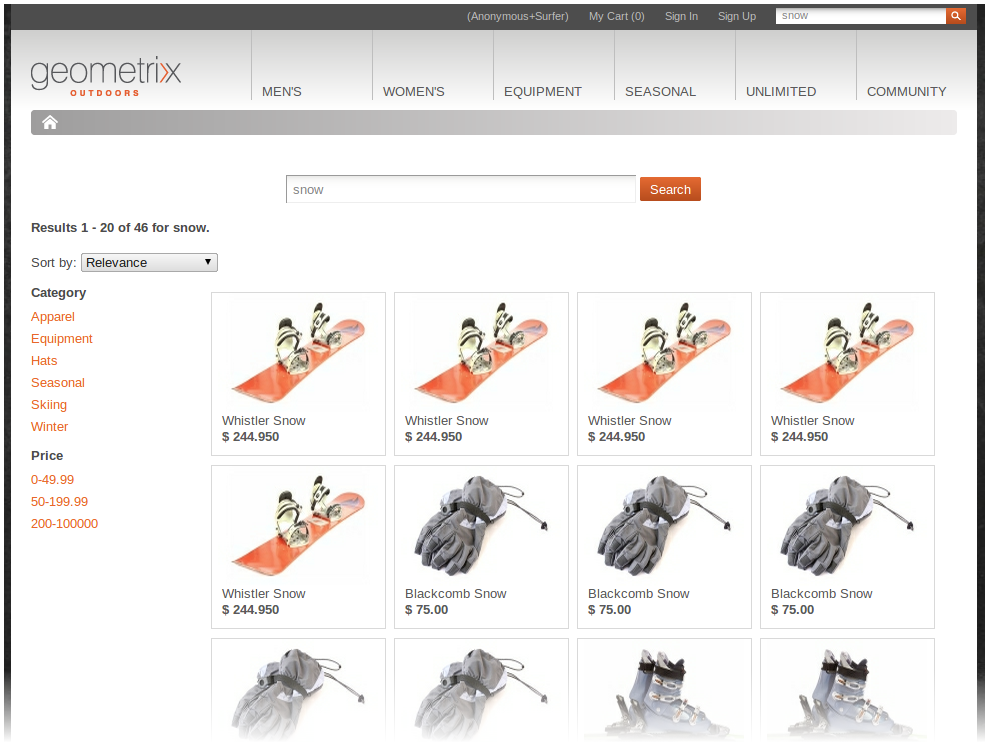 (Anonymous+Surfer) My Cart (0) Sign In Sign Up snow
geometrixx
OUTDOORS
MEN'S WOMEN'S EQUIPMENT SEASONAL UNLIMITED COMMUNITY
snow Search
Results 1 - 20 of 46 for snow.
Sort by: Relevance
Category
Apparel
Equipment
Hats
Seasonal
Skiing
Winter
Price
0-49.99
50-199.99
200-100000
Whistler Snow Whistler Snow Whistler Snow Whistler Snow
$ 244.950 $ 244.950 $ 244.950 $ 244.950
Whistler Snow Blackcomb Snow Blackcomb Snow Blackcomb Snow
$ 244.950 $ 75.00 $ 75.00 $ 75.00